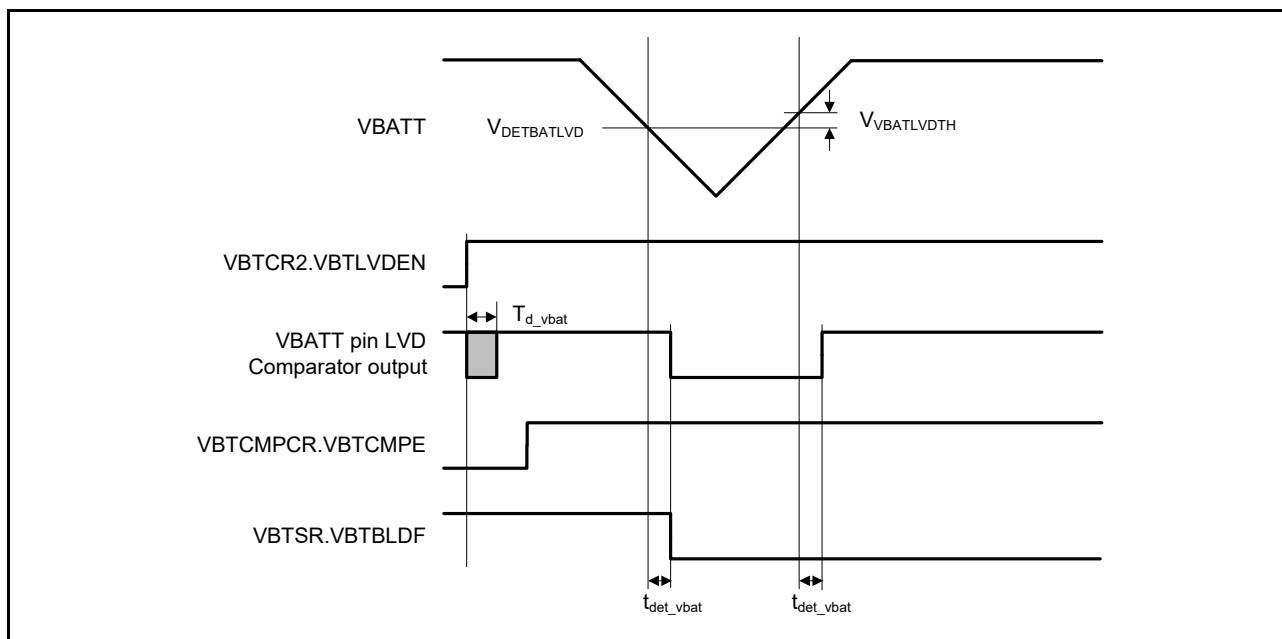 VBATT
VDETBATLVD
VVBATLVDTH
VBTCR2.VBTLVDEN
Td_vbat
VBATT pin LVD
Comparator output
VBTCMPCR.VBTCMPE
VBTSR.VBTBLDF
tdet_vbat
tdet_vbat